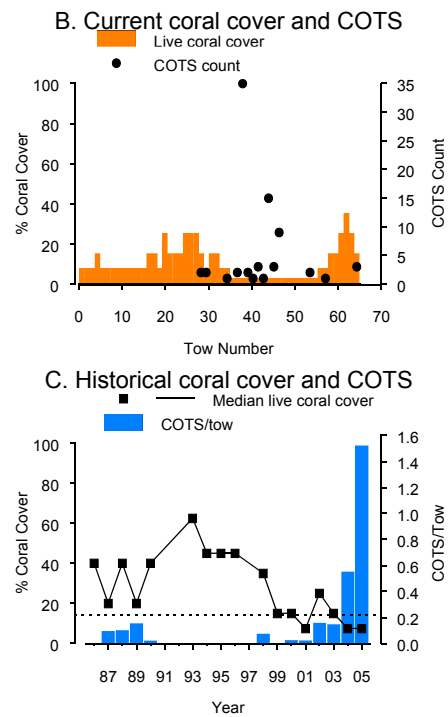 B. Current coral cover and COTS
Live coral cover
COTS count
100
80
60
40
20
0
% Coral Cover
35
30
25
20
15
10
5
0
COTS Count
0 10 20 30 40 50 60 70
Tow Number
C. Historical coral cover and COTS
Median live coral cover
COTS/tow
100
80
60
40
20
0
% Coral Cover
1.6
1.4
1.2
1.0
0.8
0.6
0.4
0.2
0.0
COTS/Tow
87 89 91 93 95 97 99 01 03 05
Year